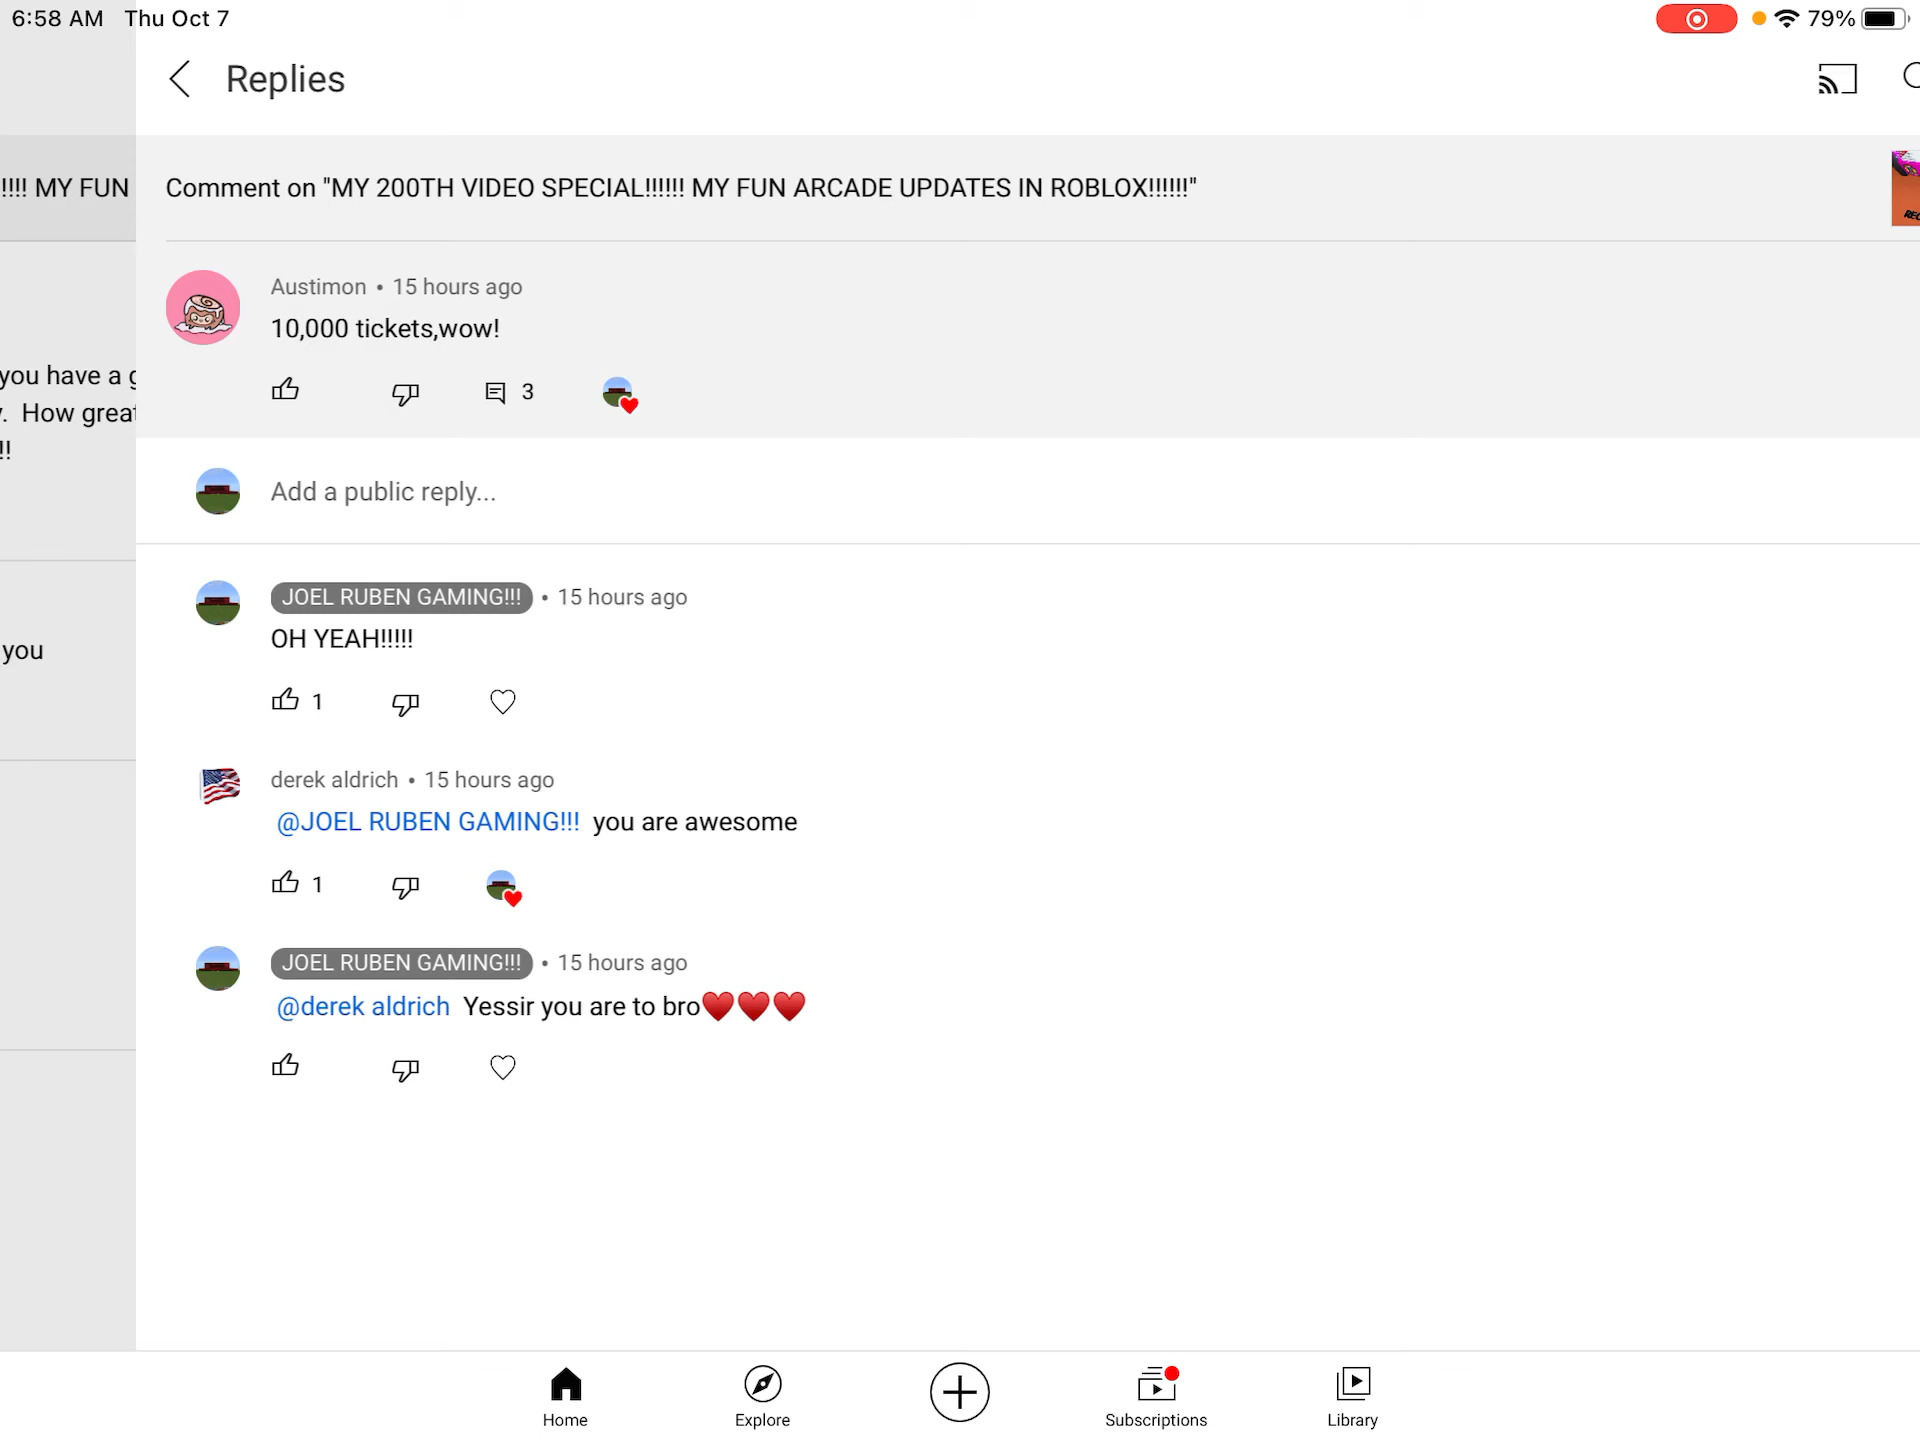 6:58 AM Thu Oct 7
79%
Replies
!!!! MY FUN
Comment on "MY 200TH VIDEO SPECIAL!!!!!! MY FUN ARCADE UPDATES IN ROBLOX!!!!!!"
REC
Austimon • 15 hours ago
10,000 tickets,wow!
3
you have a g
. How great
!!
you
Add a public reply...
JOEL RUBEN GAMING!!! • 15 hours ago
OH YEAH!!!!!
1
derek aldrich • 15 hours ago
@JOEL RUBEN GAMING!!! you are awesome
1
JOEL RUBEN GAMING!!! • 15 hours ago
@derek aldrich Yessir you are to bro❤️❤️❤️
Home
Explore
Subscriptions
Library